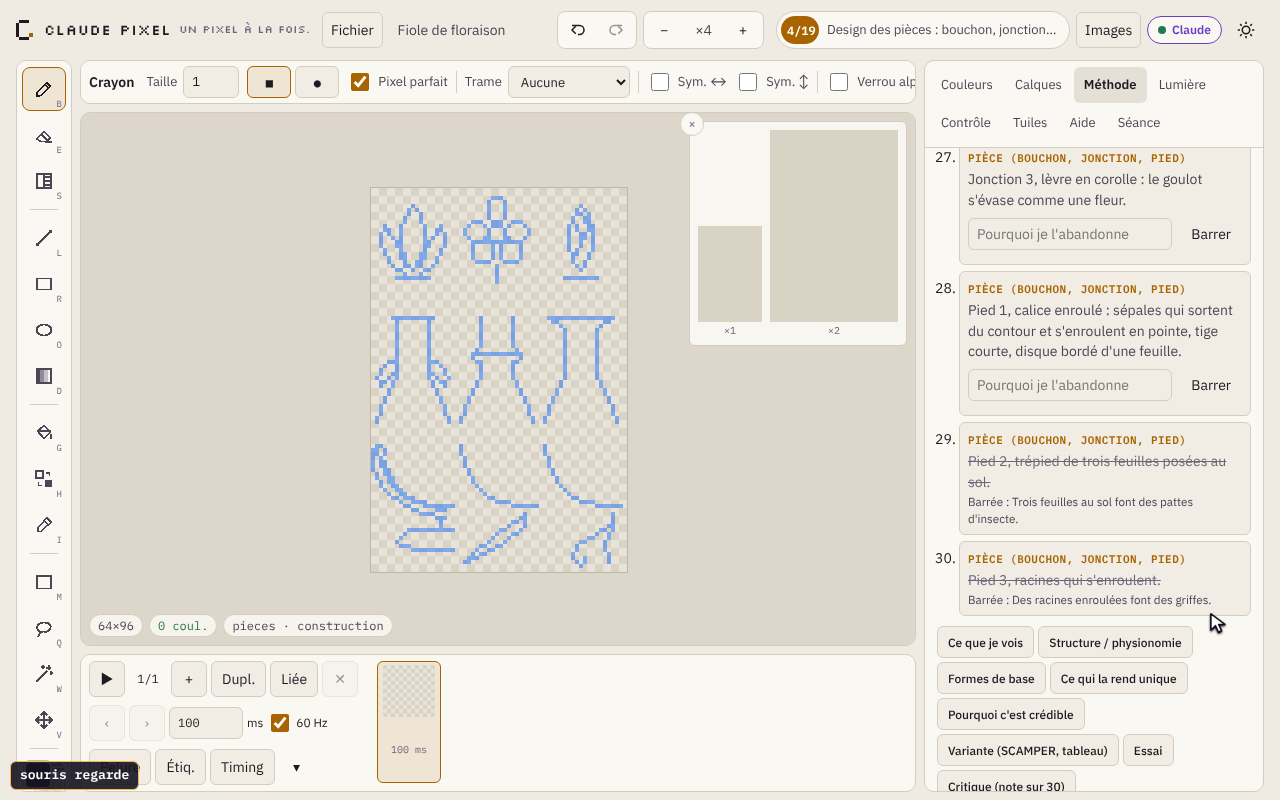 CLAUDE PIXEL UN PIXEL À LA FOIS. Fichier Fiole de floraison − ×4 + 4/19 Design des pièces : bouchon, jonction… Images Claude
Crayon Taille 1 ■ ● Pixel parfait Trame Aucune Sym. ↔ Sym. ↕ Verrou alp
B
E
S
L
R
O
D
G
H
I
M
Q
W
V
×
×1 ×2
64×96 0 coul. pieces · construction
▶ 1/1 + Dupl. Liée ×
‹ › 100 ms 60 Hz
Étiq. Timing ▼
100 ms
souris regarde
Couleurs Calques Méthode Lumière
Contrôle Tuiles Aide Séance
27. PIÈCE (BOUCHON, JONCTION, PIED)
Jonction 3, lèvre en corolle : le goulot
s'évase comme une fleur.
Pourquoi je l'abandonne Barrer
28. PIÈCE (BOUCHON, JONCTION, PIED)
Pied 1, calice enroulé : sépales qui sortent
du contour et s'enroulent en pointe, tige
courte, disque bordé d'une feuille.
Pourquoi je l'abandonne Barrer
29. PIÈCE (BOUCHON, JONCTION, PIED)
Pied 2, trépied de trois feuilles posées au
sol.
Barrée : Trois feuilles au sol font des pattes
d'insecte.
30. PIÈCE (BOUCHON, JONCTION, PIED)
Pied 3, racines qui s'enroulent.
Barrée : Des racines enroulées font des griffes.
Ce que je vois Structure / physionomie
Formes de base Ce qui la rend unique
Pourquoi c'est crédible
Variante (SCAMPER, tableau) Essai
Critique (note sur 30)